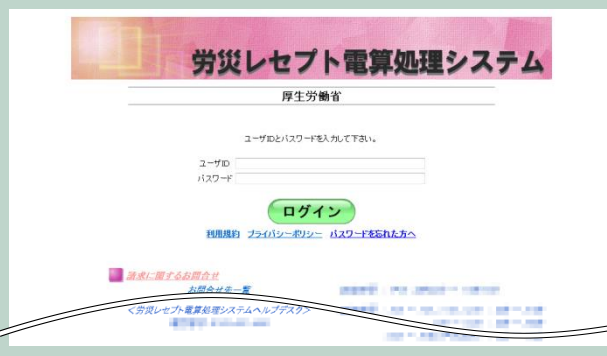 労災レセプト電算処理システム
厚生労働省
ユーザIDとパスワードを入力して下さい。
ユーザID
パスワード
ログイン
利用規約 プライバシーポリシー パスワードを忘れた方へ
請求に関するお問合せ
お問合せ先一覧
<労災レセプト電算処理システムヘルプデスク>